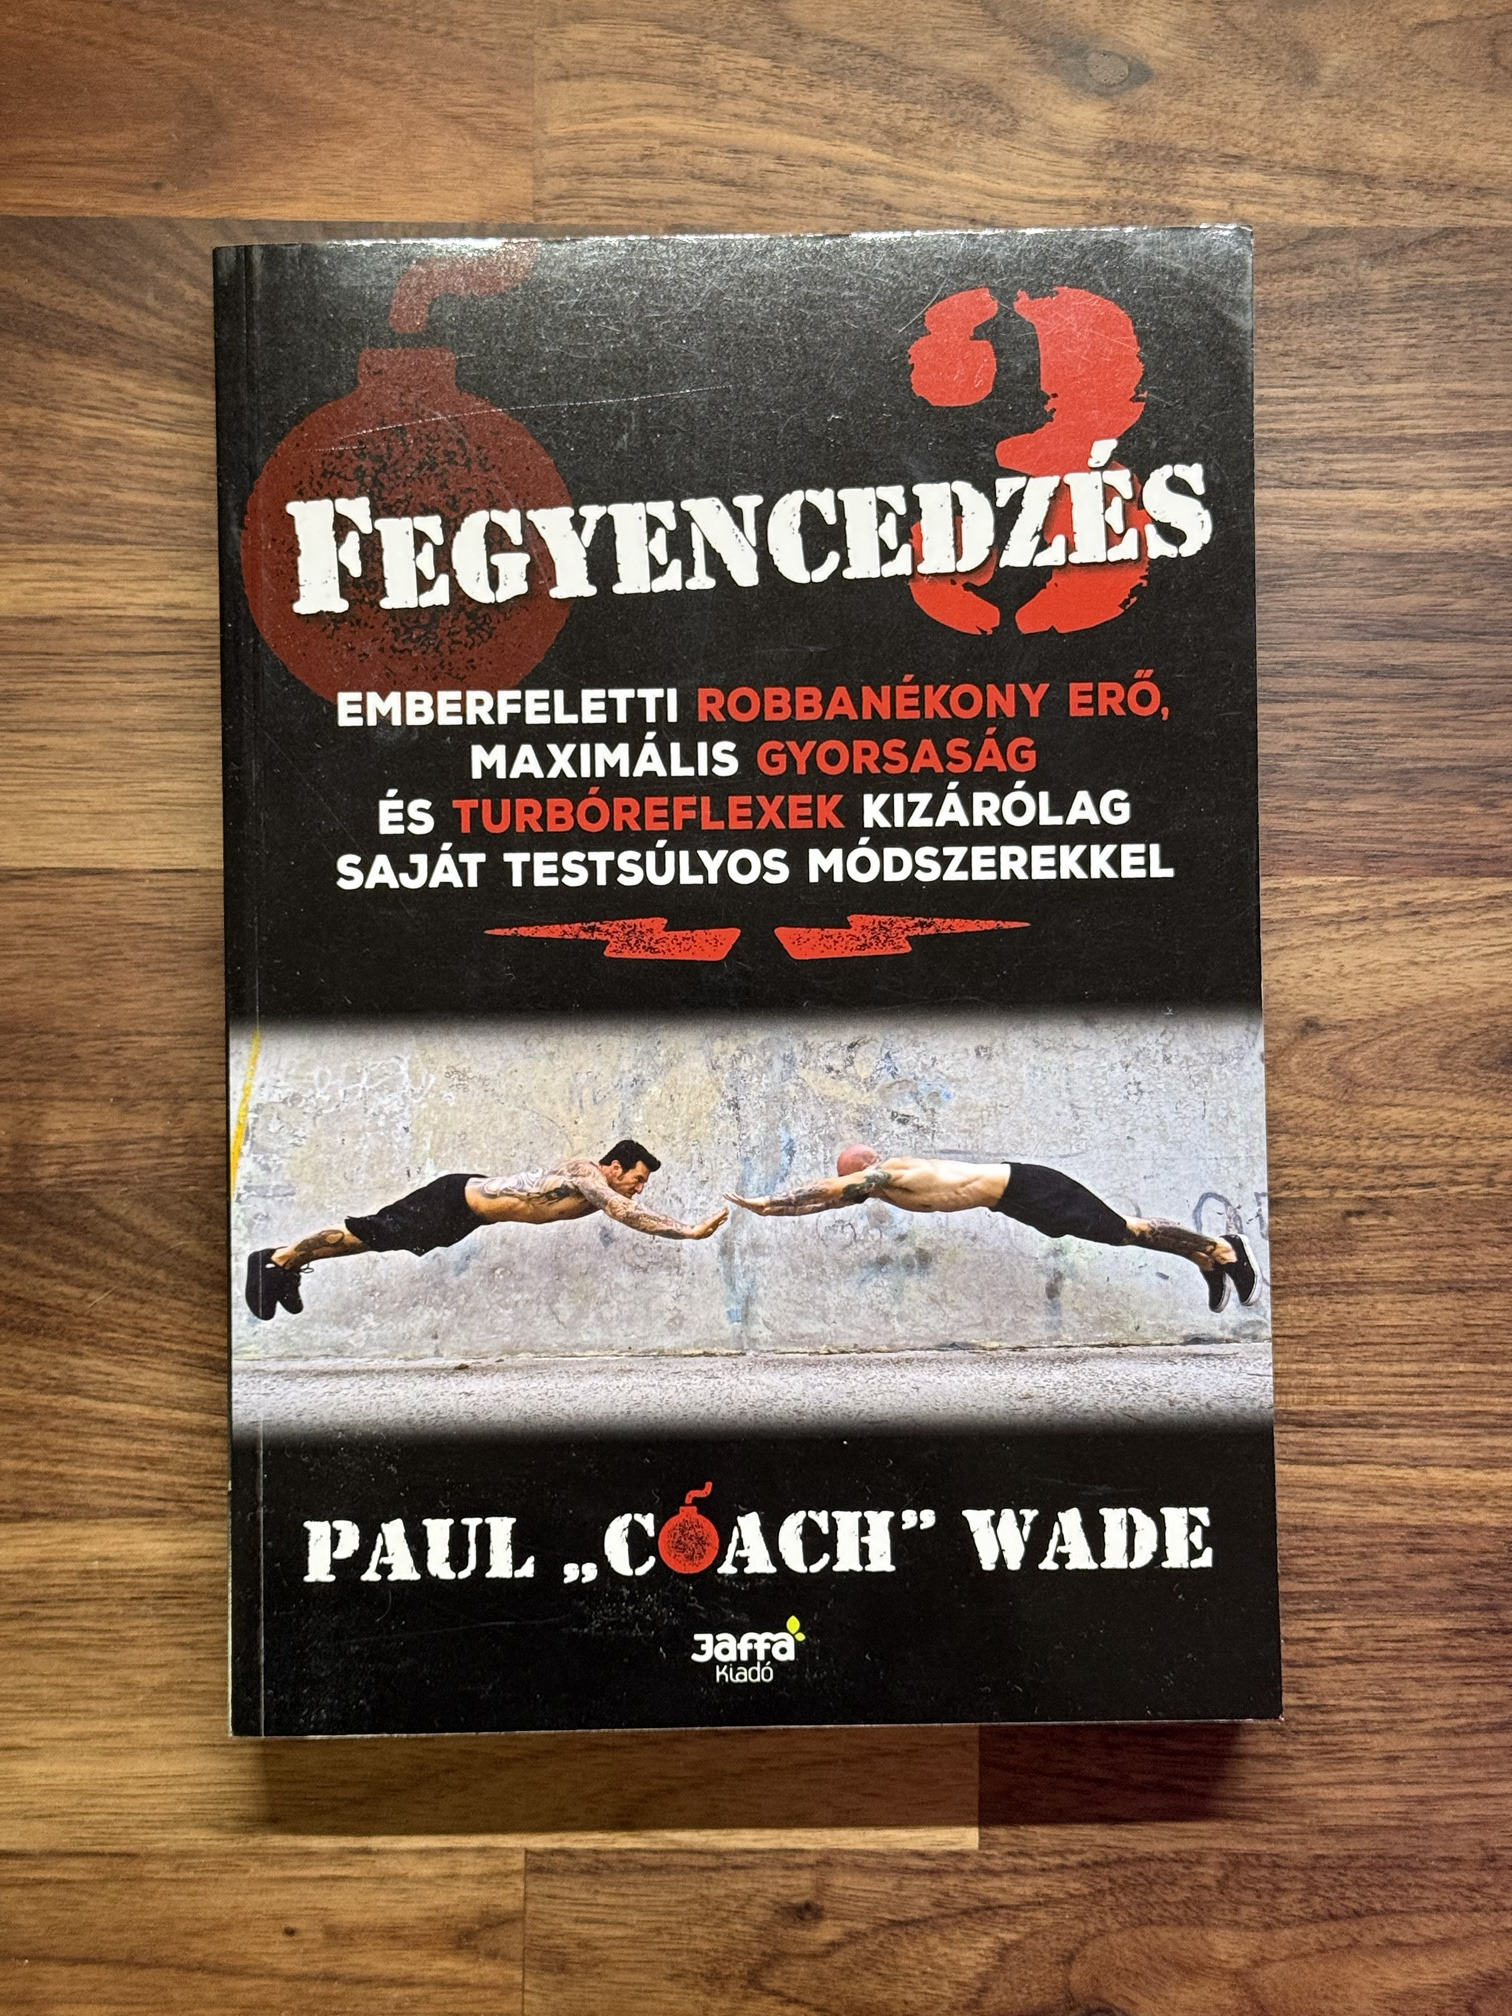 3
FEGYENCEDZÉS
EMBERFELETTI ROBBANÉKONY ERŐ,
MAXIMÁLIS GYORSASÁG
ÉS TURBÓREFLEXEK KIZÁRÓLAG
SAJÁT TESTSÚLYOS MÓDSZEREKKEL
PAUL „COACH” WADE
Jaffa
Kiadó